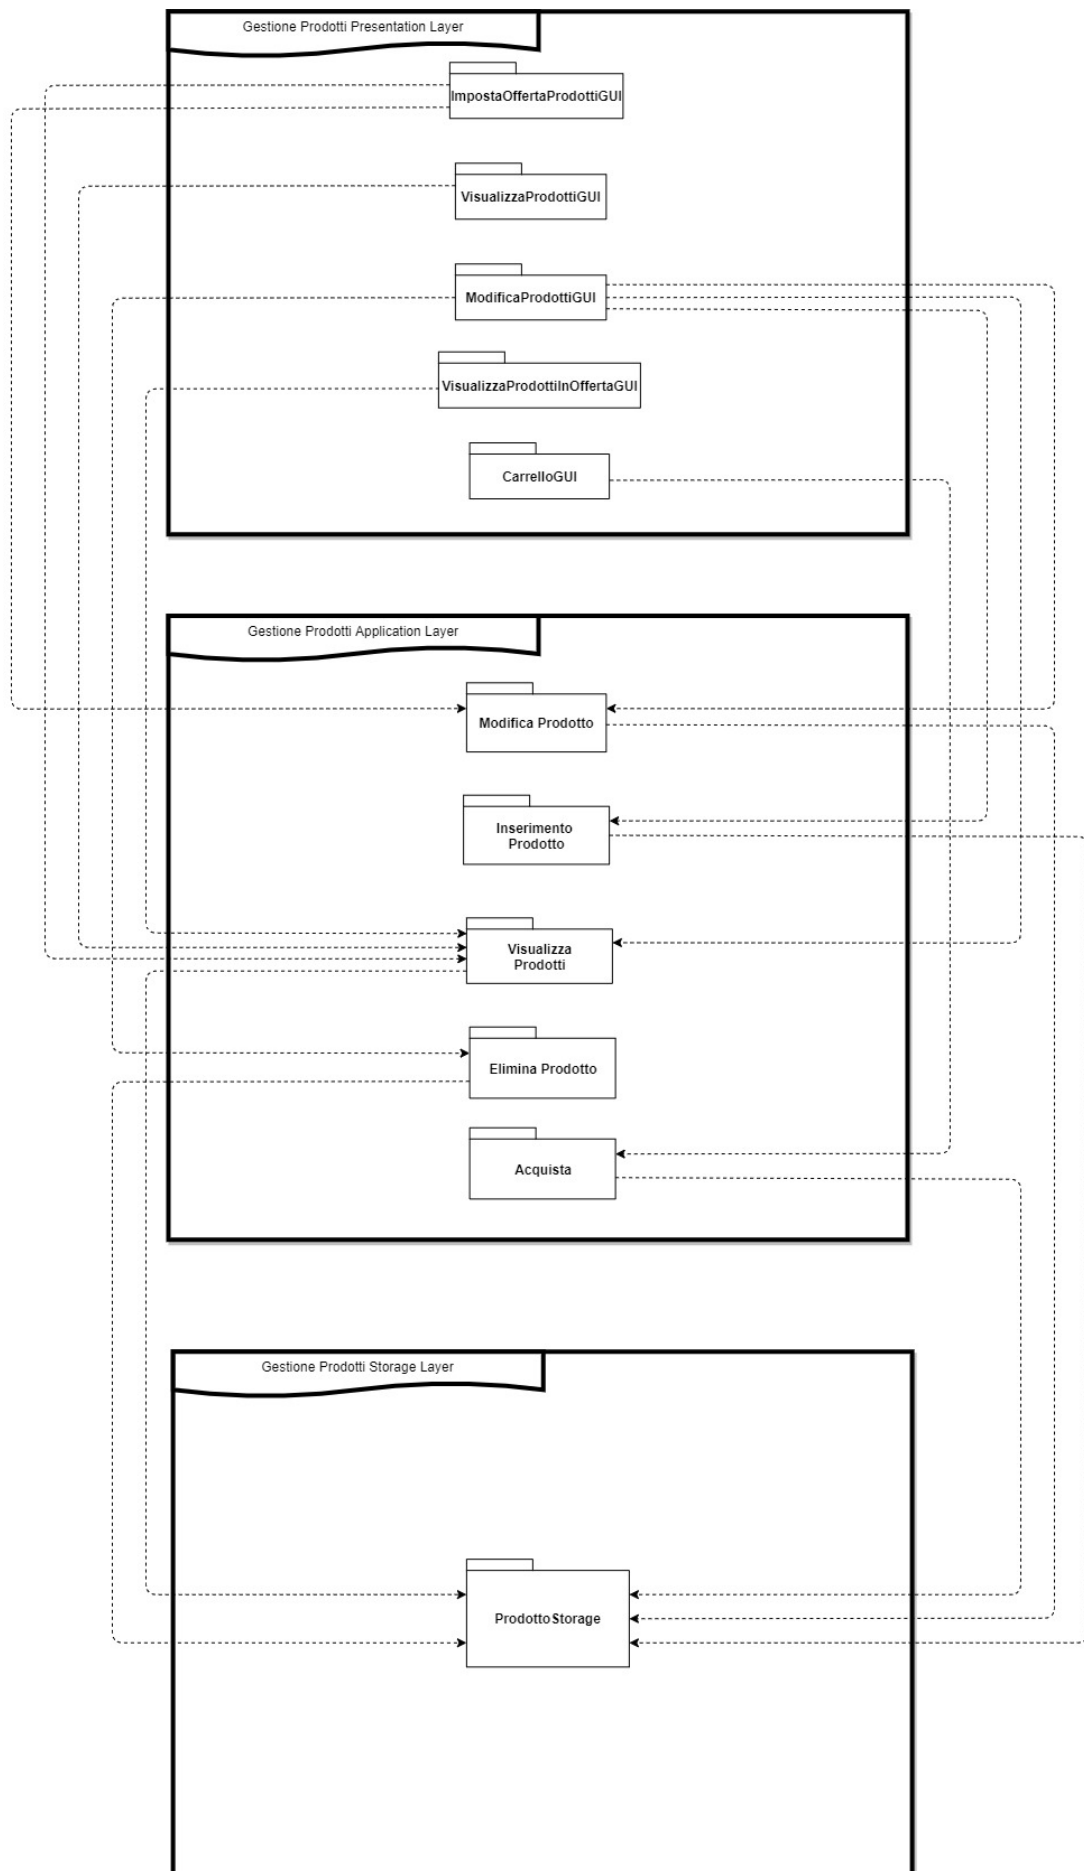 Gestione Prodotti Presentation Layer
ImpostaOffertaProdottiGUI
VisualizzaProdottiGUI
ModificaProdottiGUI
VisualizzaProdottiInOffertaGUI
CarrelloGUI
Gestione Prodotti Application Layer
Modifica Prodotto
Inserimento
Prodotto
Visualizza
Prodotti
Elimina Prodotto
Acquista
Gestione Prodotti Storage Layer
ProdottoStorage